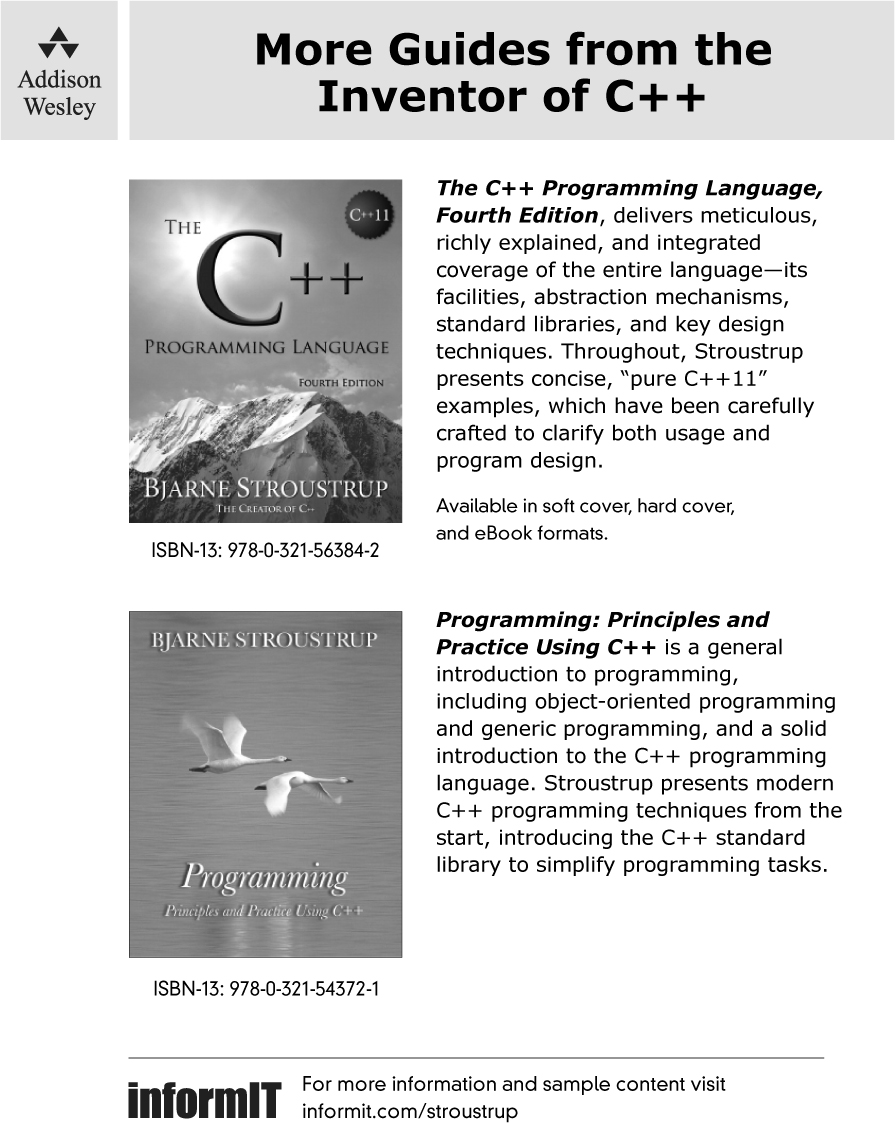 Addison
Wesley
More Guides from the
Inventor of C++
THE
C++
PROGRAMMING LANGUAGE
C++11
FOURTH EDITION
BJARNE STROUSTRUP
THE CREATOR OF C++
ISBN-13: 978-0-321-56384-2
The C++ Programming Language,
Fourth Edition, delivers meticulous,
richly explained, and integrated
coverage of the entire language—its
facilities, abstraction mechanisms,
standard libraries, and key design
techniques. Throughout, Stroustrup
presents concise, “pure C++11”
examples, which have been carefully
crafted to clarify both usage and
program design.
Available in soft cover, hard cover,
and eBook formats.
BJARNE STROUSTRUP
Programming
Principles and Practice Using C++
ISBN-13: 978-0-321-54372-1
Programming: Principles and
Practice Using C++ is a general
introduction to programming,
including object-oriented programming
and generic programming, and a solid
introduction to the C++ programming
language. Stroustrup presents modern
C++ programming techniques from the
start, introducing the C++ standard
library to simplify programming tasks.
informIT
For more information and sample content visit
informit.com/stroustrup